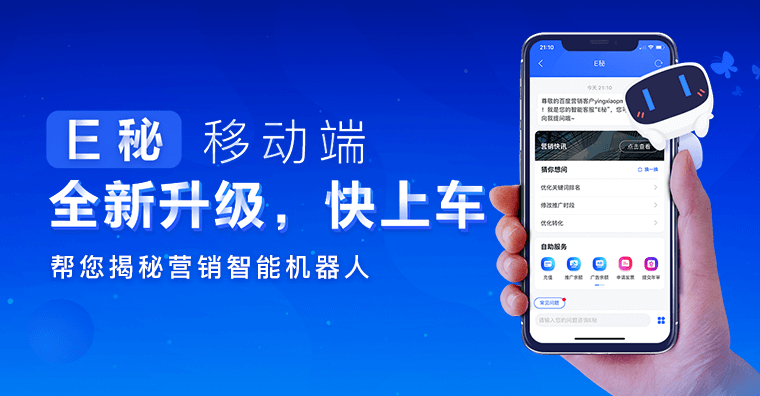 E秘 移动端
全新升级，快上车
帮您揭秘营销智能机器人
21:10
E秘
今天 21:10
尊敬的百度营销客户yingxiaopn
！我是您的智能客服“E秘”，您可
向我提问哦~
营销快讯
点击查看
猜你想问
换一换
优化关键词排名
修改推广时段
优化转化
自助服务
充值 推广余额 广告余额 申请发票 提交年审
常见问题
请输入您的问题咨询E秘